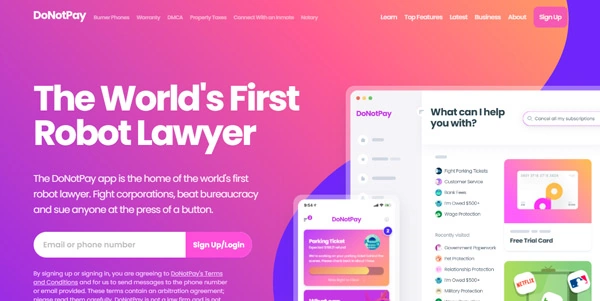 DoNotPay
Burner Phones Warranty DMCA Property Taxes Connect With an Inmate History
Learn Top Features Latest Business About Sign Up
The World's First
Robot Lawyer
The DoNotPay app is the home of the world's first
robot lawyer. Fight corporations, beat bureaucracy
and sue anyone at the press of a button.
Email or phone number
Sign Up/Login
By signing up or signing in, you are agreeing to DoNotPay's Terms
and Conditions and for us to send messages to the phone number
or email provided. These terms contain an arbitration agreement,
please read them carefully. DoNotPay is not a law firm and is not
DoNotPay
What can I help
you with?
Cancel all my subscriptions
Fight Parking Tickets
Customer Service
Bank Fees
I'm Owed $500+
Wage Protection
Recently visited
Government Paperwork
Pet Protection
Relationship Protection
I'm Owed $500+
Military Protection
Free Trial Card
NETFLIX
DoNotPay
Parking Ticket